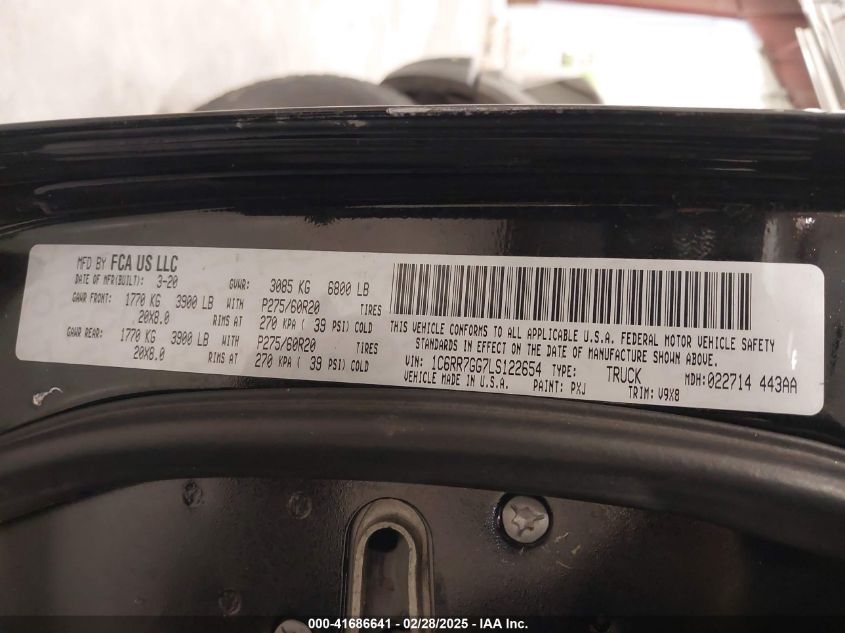 MFD BY FCA US LLC
DATE OF MFR(BUILT): 3-20 GVWR: 3085 KG 6800 LB
GAWR FRONT: 1770 KG 3900 LB WITH P275/60R20 TIRES
20X8.0 RIMS AT 270 KPA ( 39 PSI) COLD
GAWR REAR: 1770 KG 3900 LB WITH P275/60R20 TIRES
20X8.0 RIMS AT 270 KPA ( 39 PSI) COLD
THIS VEHICLE CONFORMS TO ALL APPLICABLE U.S.A. FEDERAL MOTOR VEHICLE SAFETY
STANDARDS IN EFFECT ON THE DATE OF MANUFACTURE SHOWN ABOVE.
VIN: 1C6RR7GG7LS122654 TYPE: TRUCK MDH:022714 443AA
VEHICLE MADE IN U.S.A. PAINT: PXJ TRIM: V9X8
000-41686641 / 02/28/2025 - IAA Inc.